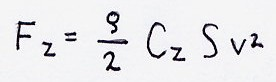 F_z = ρ/2 C_z S v²